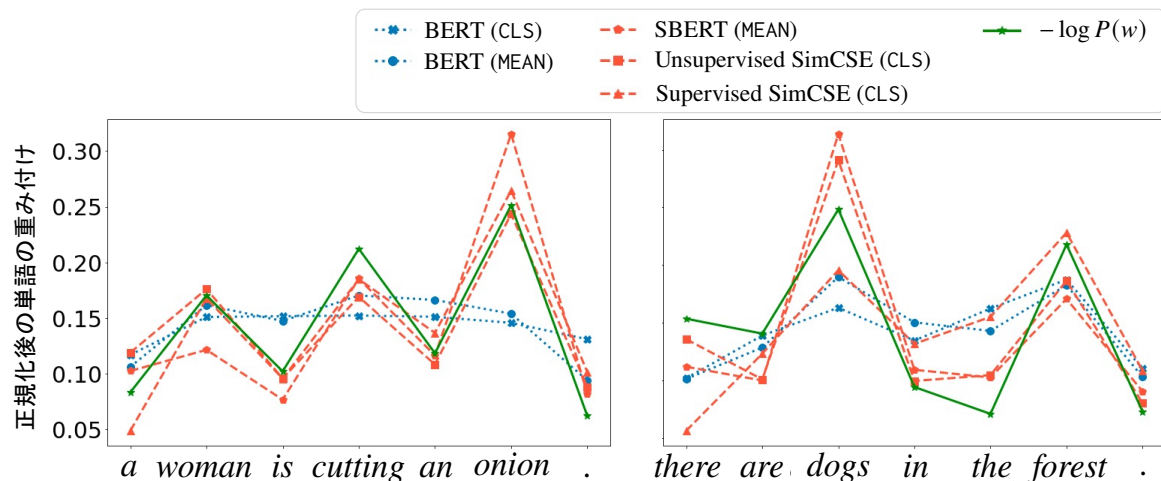 BERT (CLS)
BERT (MEAN)
SBERT (MEAN)
Unsupervised SimCSE (CLS)
Supervised SimCSE (CLS)
− log P(w)
正規化後の単語の重み付け
0.30
0.25
0.20
0.15
0.10
0.05
a woman is cutting an onion .
there are dogs in the forest .